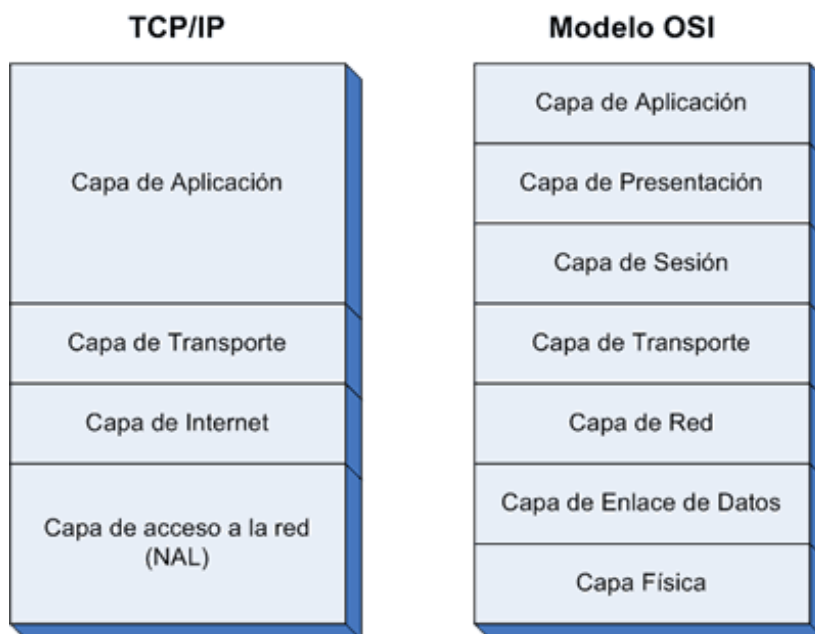 TCP/IP
Capa de Aplicación
Capa de Transporte
Capa de Internet
Capa de acceso a la red
(NAL)
Modelo OSI
Capa de Aplicación
Capa de Presentación
Capa de Sesión
Capa de Transporte
Capa de Red
Capa de Enlace de Datos
Capa Física